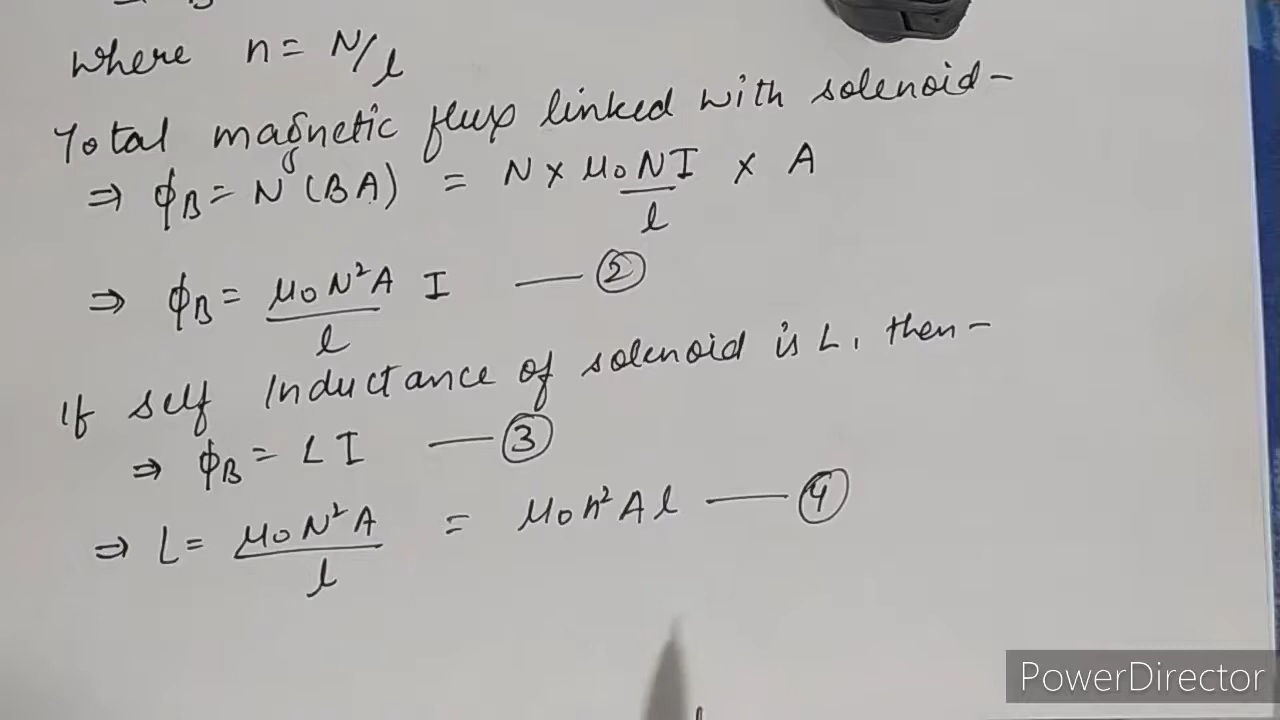 where n = N/l
Total magnetic flux linked with solenoid -
⇒ ϕB = N (BA) = N × μ0NI/l × A
⇒ ϕB = μ0N²A/l I — ②
If self Inductance of solenoid is L, then -
⇒ ϕB = LI — ③
⇒ L = μ0N²A/l = μ0n²Al — ④
PowerDirector